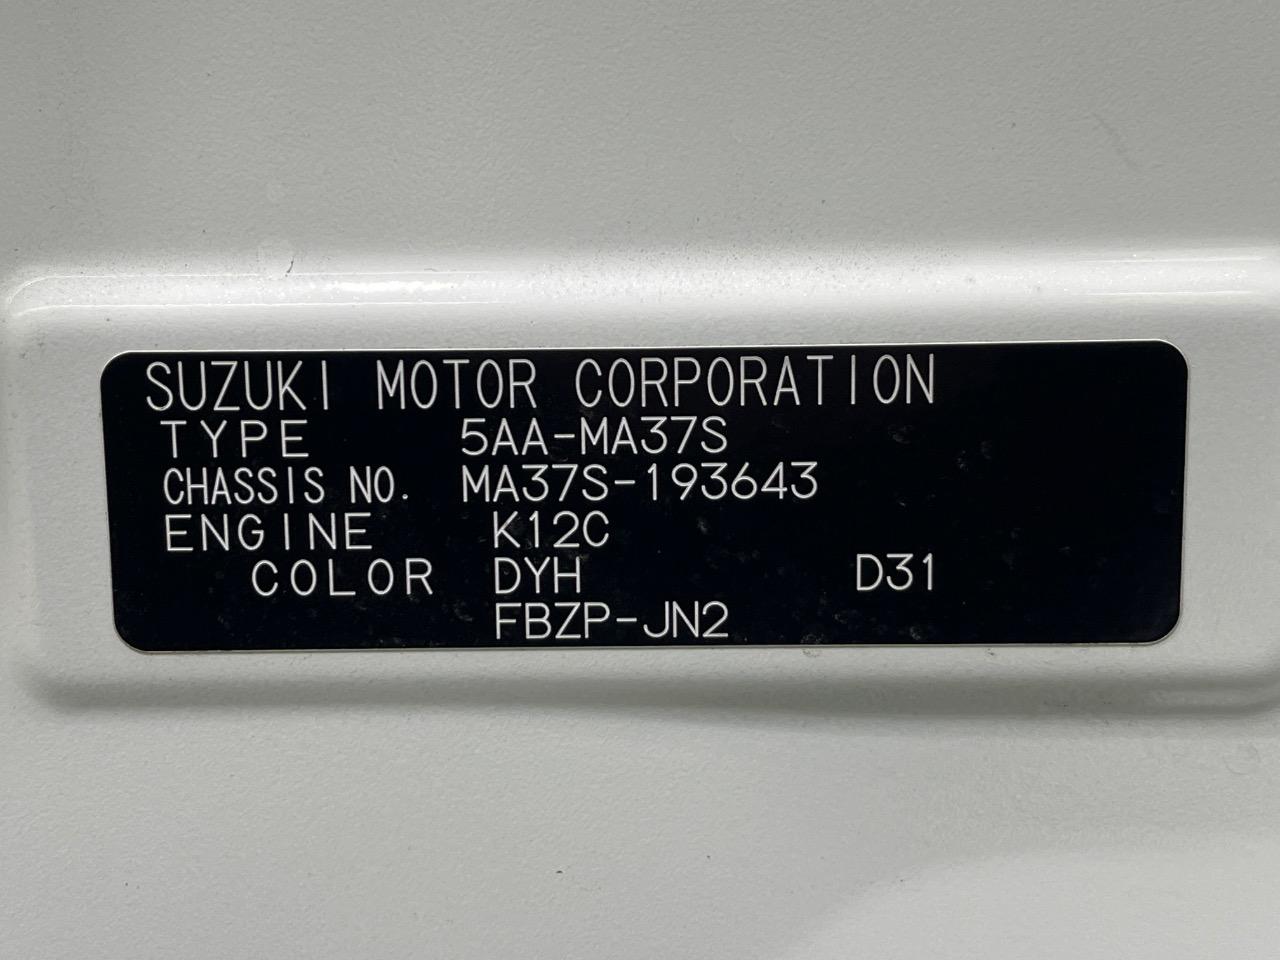 SUZUKI MOTOR CORPORATION
TYPE 5AA-MA37S
CHASSIS NO. MA37S-193643
ENGINE K12C
COLOR DYH D31
FBZP-JN2